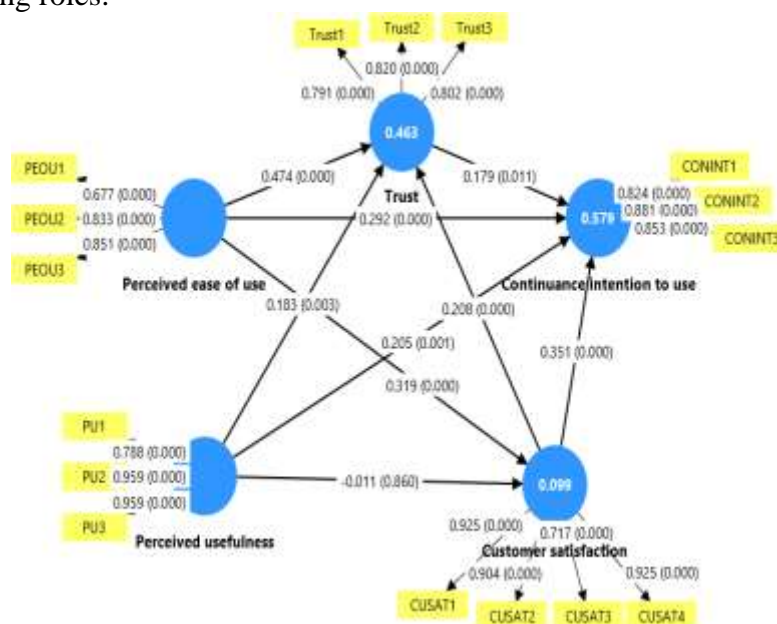 ng roles.
Trust1 Trust2 Trust3
0.820 (0.000)
0.791 (0.000) 0.802 (0.000)
0.463
Trust
PEOU1
PEOU2
PEOU3
0.677 (0.000)
0.833 (0.000)
0.851 (0.000)
Perceived ease of use
0.474 (0.000)
0.179 (0.011)
0.292 (0.000)
CONINT1
CONINT2
CONINT3
0.824 (0.000)
0.881 (0.000)
0.853 (0.000)
0.579
Continuance intention to use
0.183 (0.003)
0.208 (0.000)
0.205 (0.001)
0.319 (0.000)
0.351 (0.000)
PU1
PU2
PU3
0.788 (0.000)
0.959 (0.000)
0.959 (0.000)
Perceived usefulness
-0.011 (0.860)
0.099
Customer satisfaction
0.925 (0.000)
0.717 (0.000)
0.904 (0.000)
0.925 (0.000)
CUSAT1 CUSAT2 CUSAT3 CUSAT4